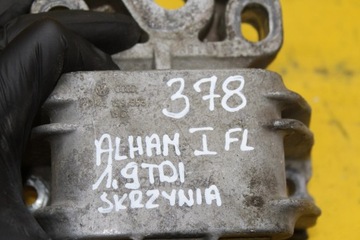 378
ALHAM I FL
1.9TDI
SKRZYNIA